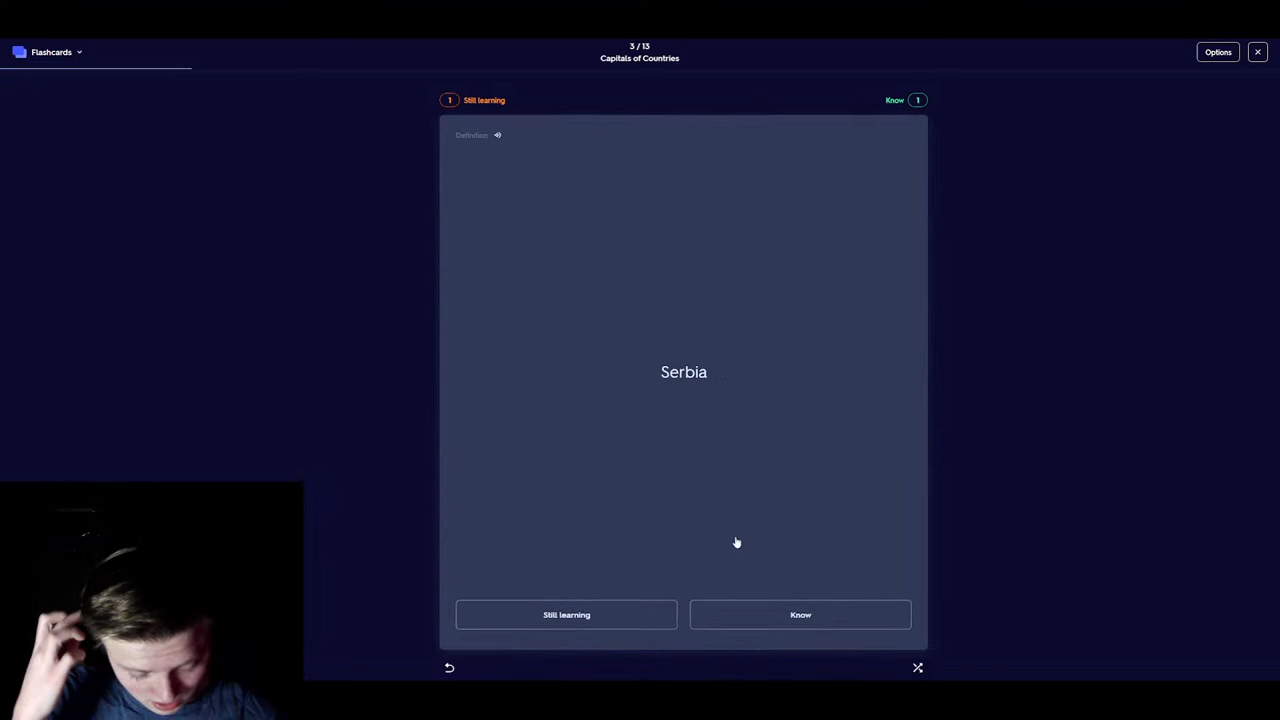 Flashcards
3 / 13
Capitals of Countries
Options
1 Still learning
Know 1
Definition
Serbia
Still learning
Know